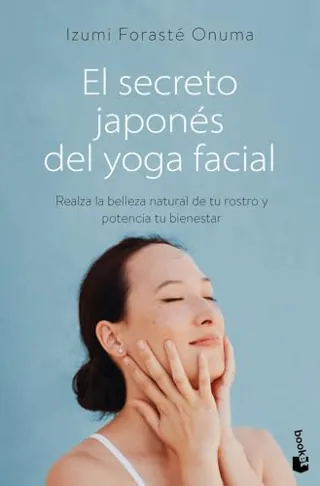 Izumi Forasté Onuma
El secreto
japonés
del yoga facial
Realza la belleza natural de tu rostro y
potencia tu bienestar
booket